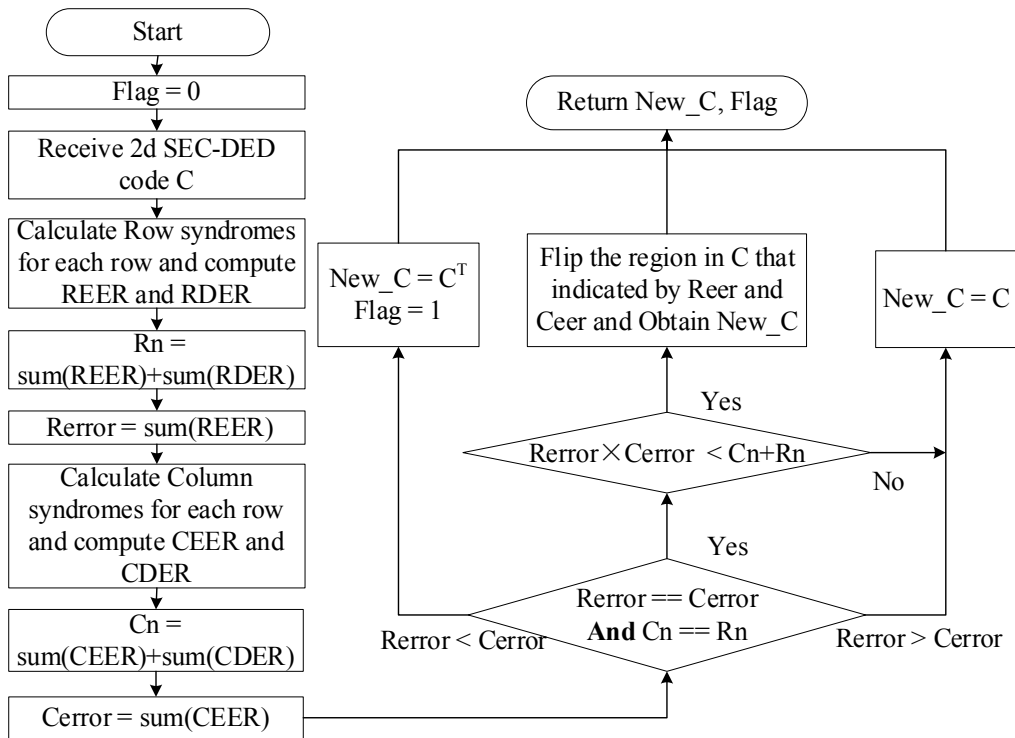 Start
Flag = 0
Receive 2d SEC-DED
code C
Calculate Row syndromes
for each row and compute
REER and RDER
Rn =
sum(REER)+sum(RDER)
Rerror = sum(REER)
Calculate Column
syndromes for each row
and compute CEER and
CDER
Cn =
sum(CEER)+sum(CDER)
Cerror = sum(CEER)
Rerror == Cerror
And Cn == Rn
Rerror < Cerror
Rerror > Cerror
Yes
Rerror×Cerror < Cn+Rn
No
Yes
New_C = Cᵀ
Flag = 1
Flip the region in C that
indicated by Reer and
Ceer and Obtain New_C
New_C = C
Return New_C, Flag